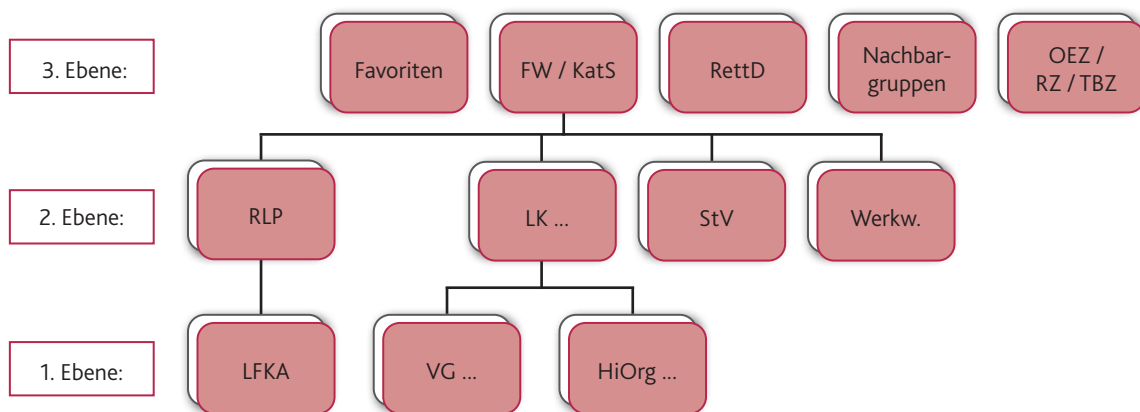 3. Ebene:
Favoriten
FW / KatS
RettD
Nachbar-
gruppen
OEZ /
RZ / TBZ
2. Ebene:
RLP
LK ...
StV
Werkw.
1. Ebene:
LFKA
VG ...
HiOrg ...